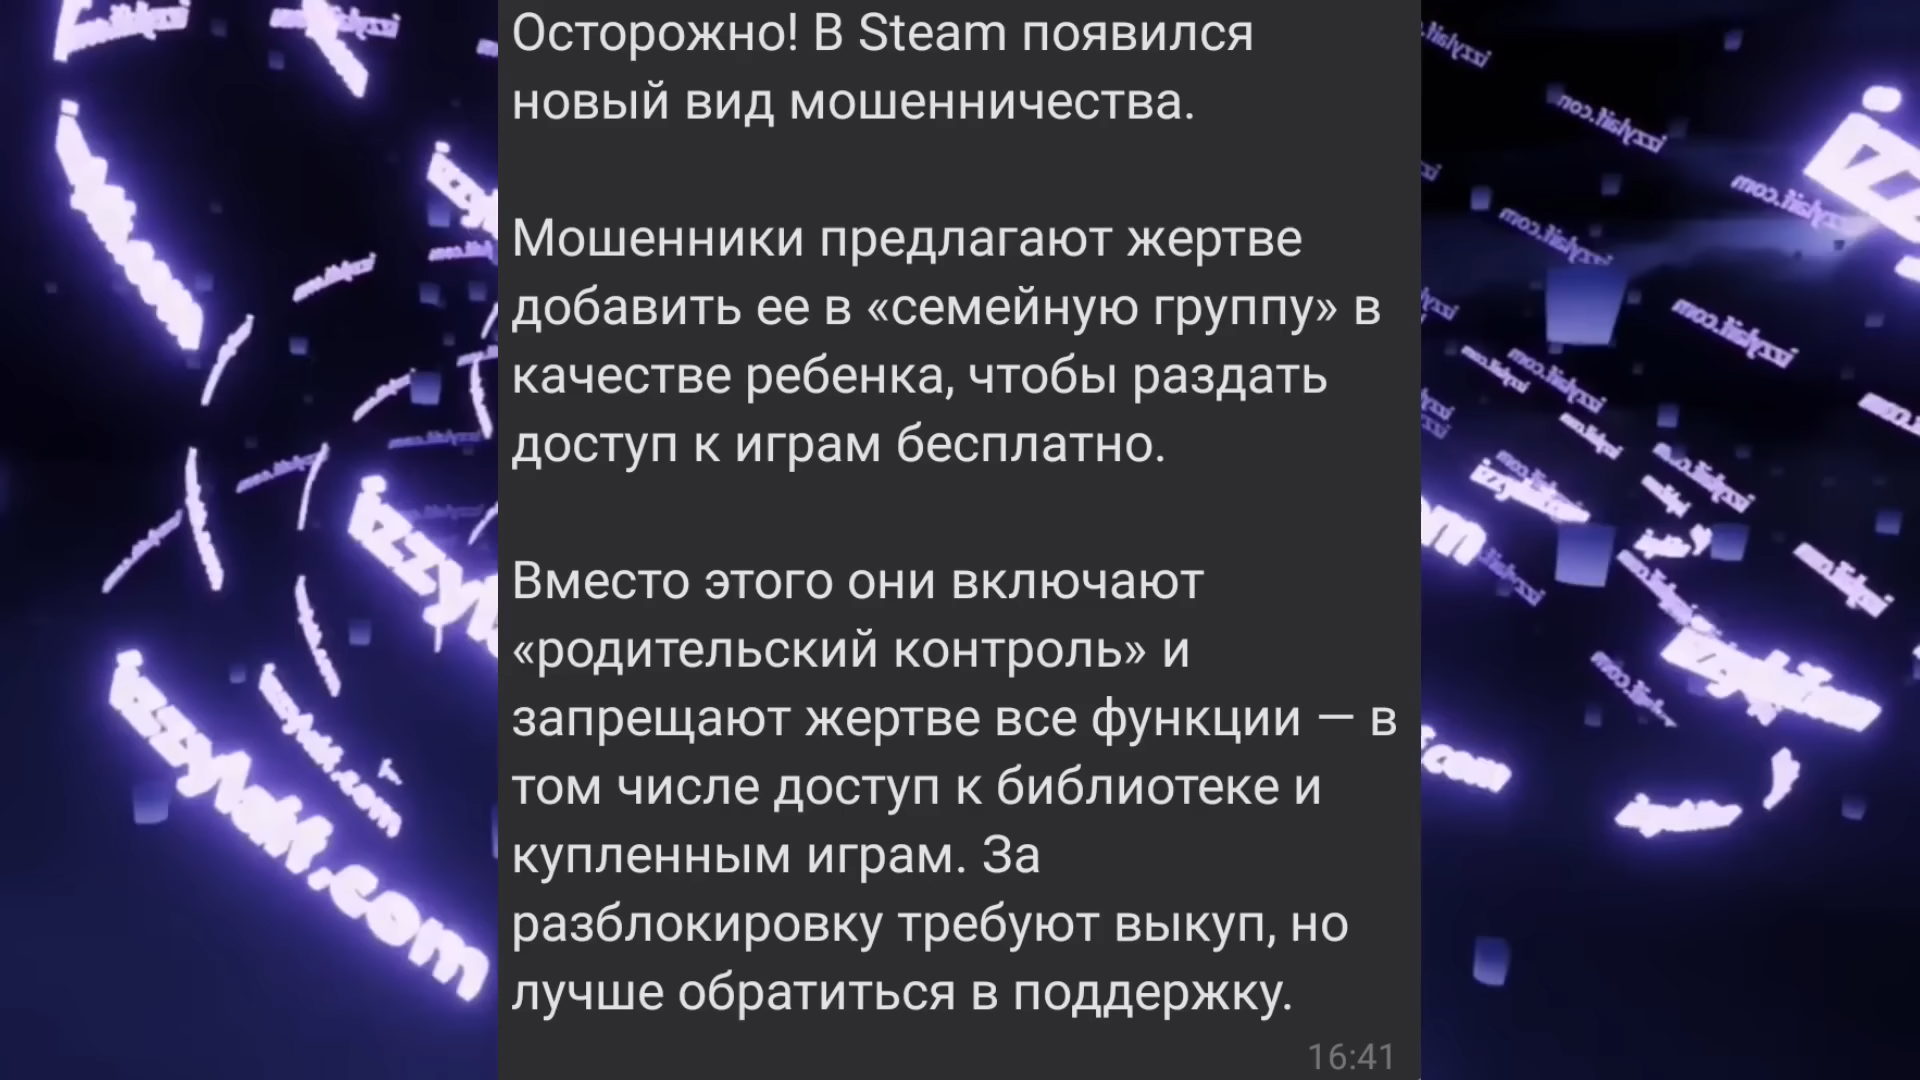 Осторожно! В Steam появился
новый вид мошенничества.
Мошенники предлагают жертве
добавить ее в «семейную группу» в
качестве ребенка, чтобы раздать
доступ к играм бесплатно.
Вместо этого они включают
«родительский контроль» и
запрещают жертве все функции — в
том числе доступ к библиотеке и
купленным играм. За
разблокировку требуют выкуп, но
лучше обратиться в поддержку.
16:41
izzylaif.com